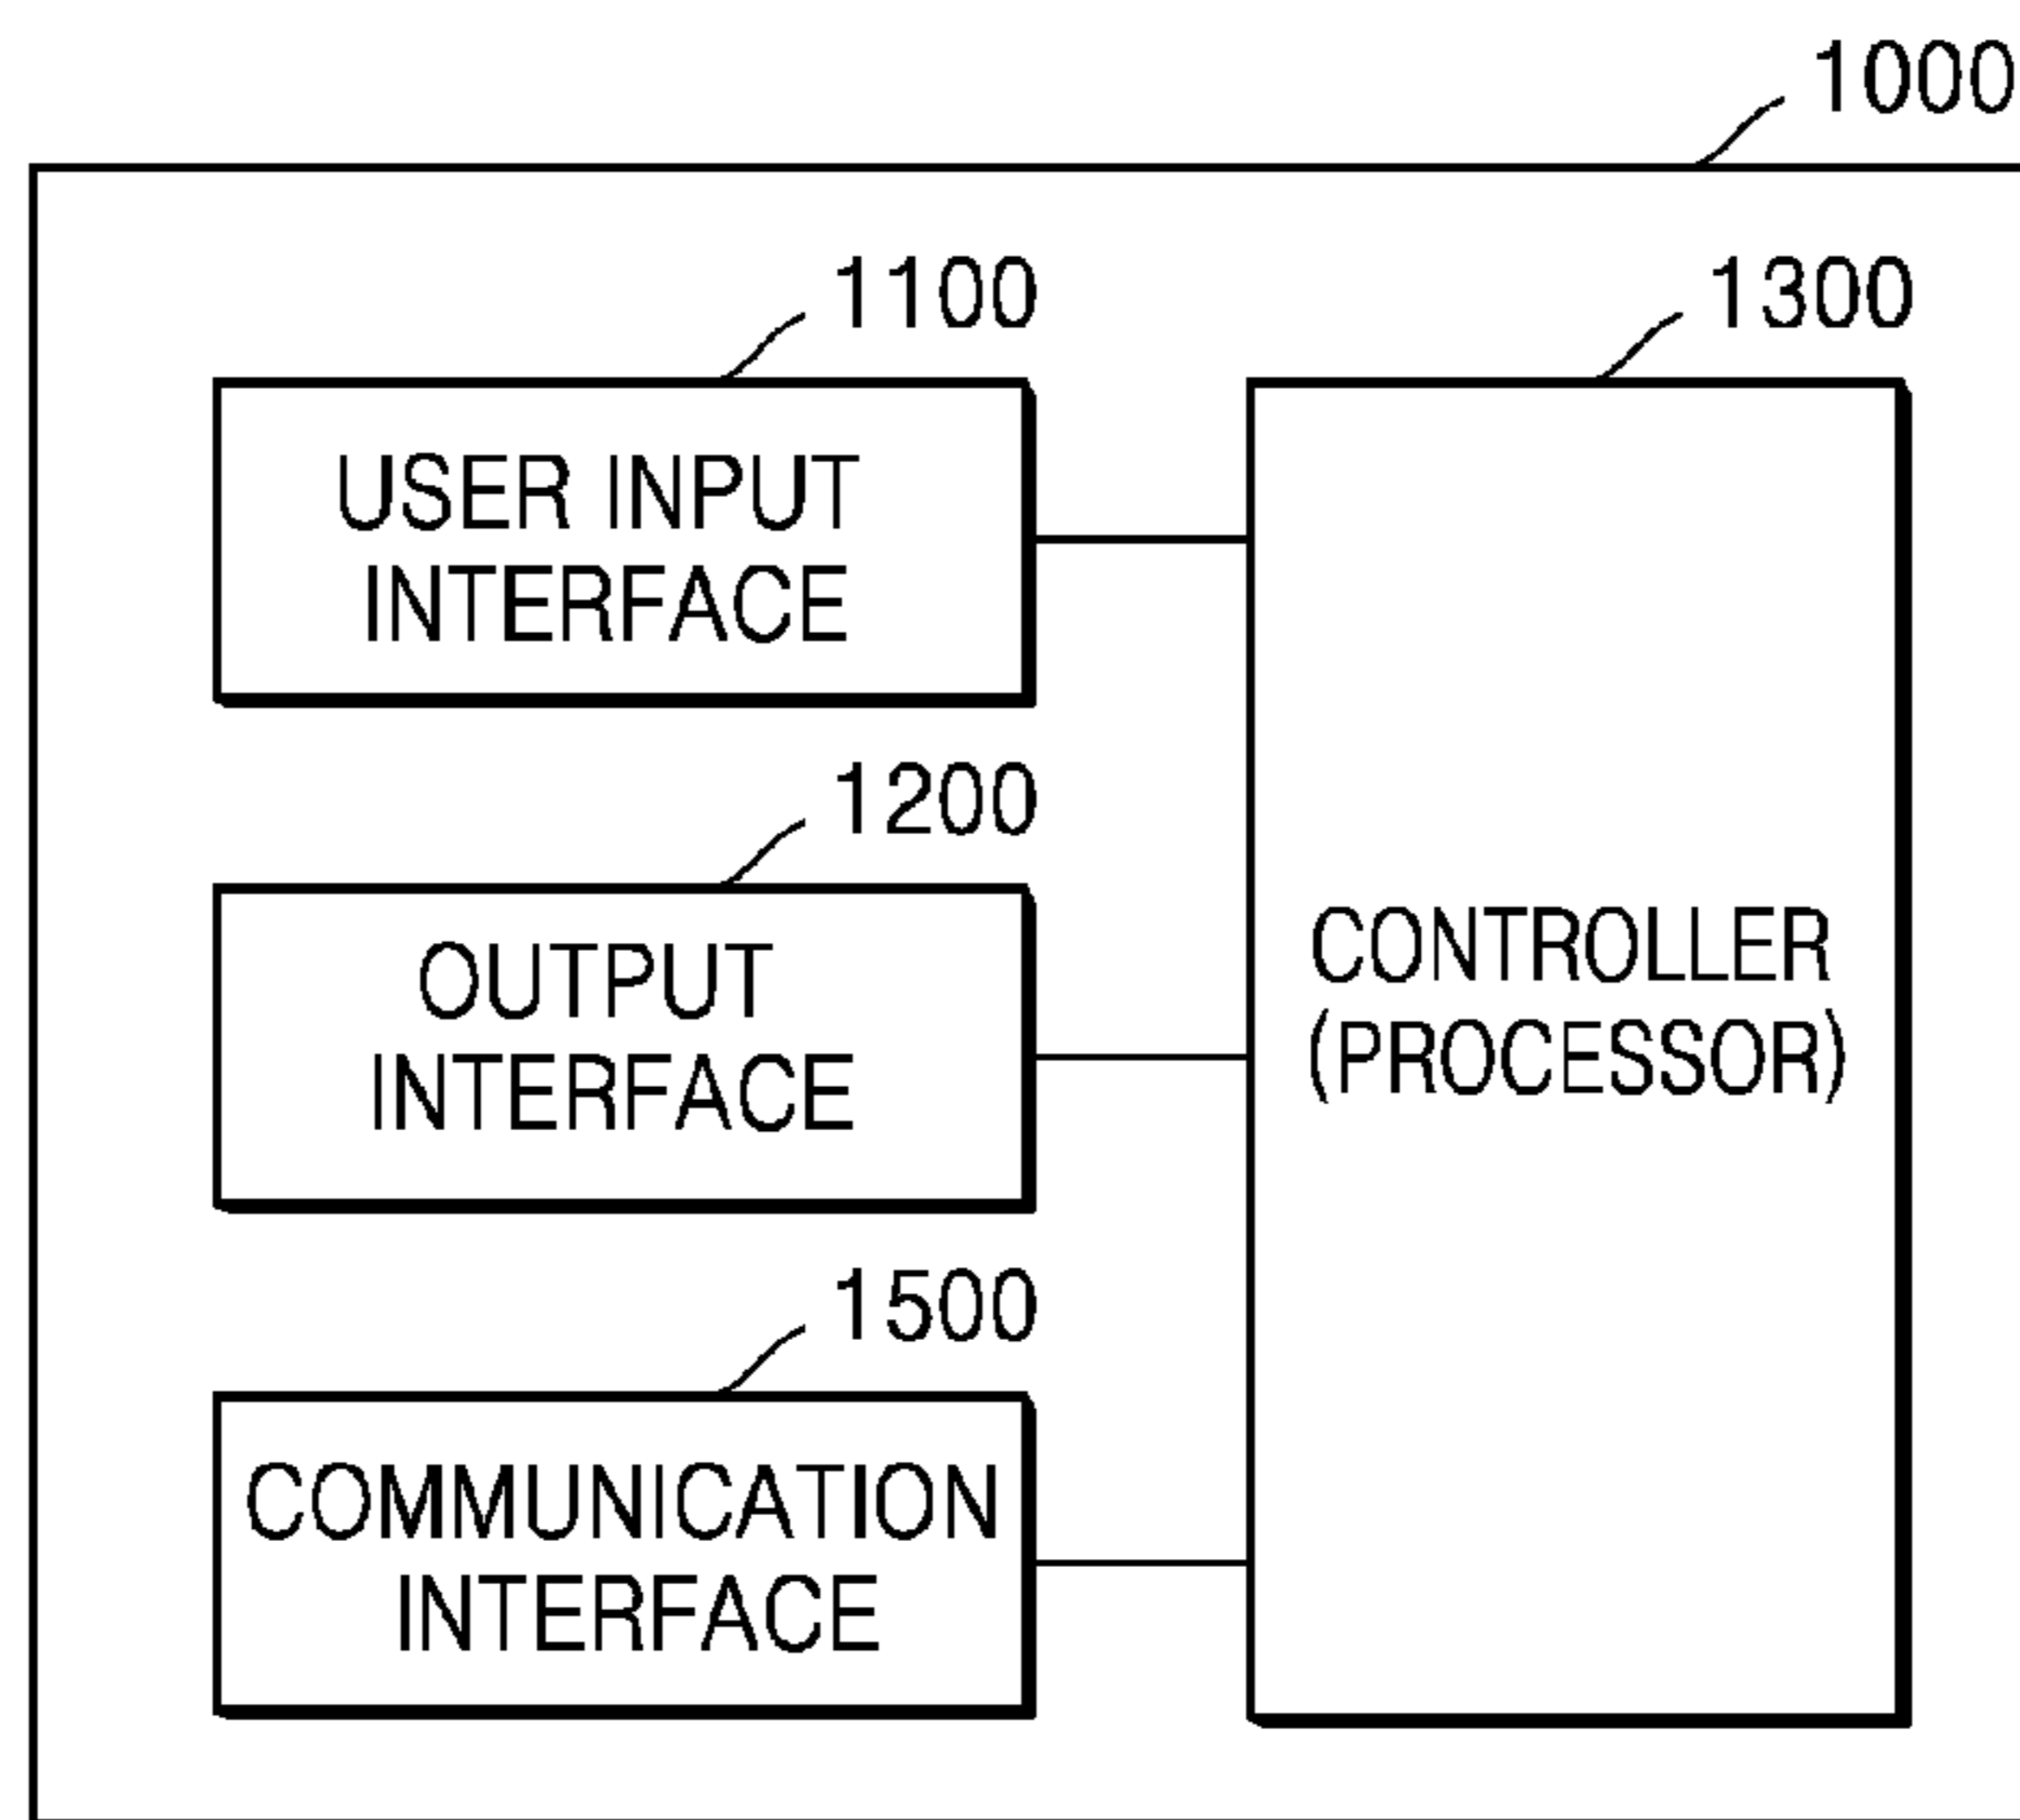 1000
1100
1300
USER INPUT
INTERFACE
1200
OUTPUT
INTERFACE
CONTROLLER
(PROCESSOR)
1500
COMMUNICATION
INTERFACE